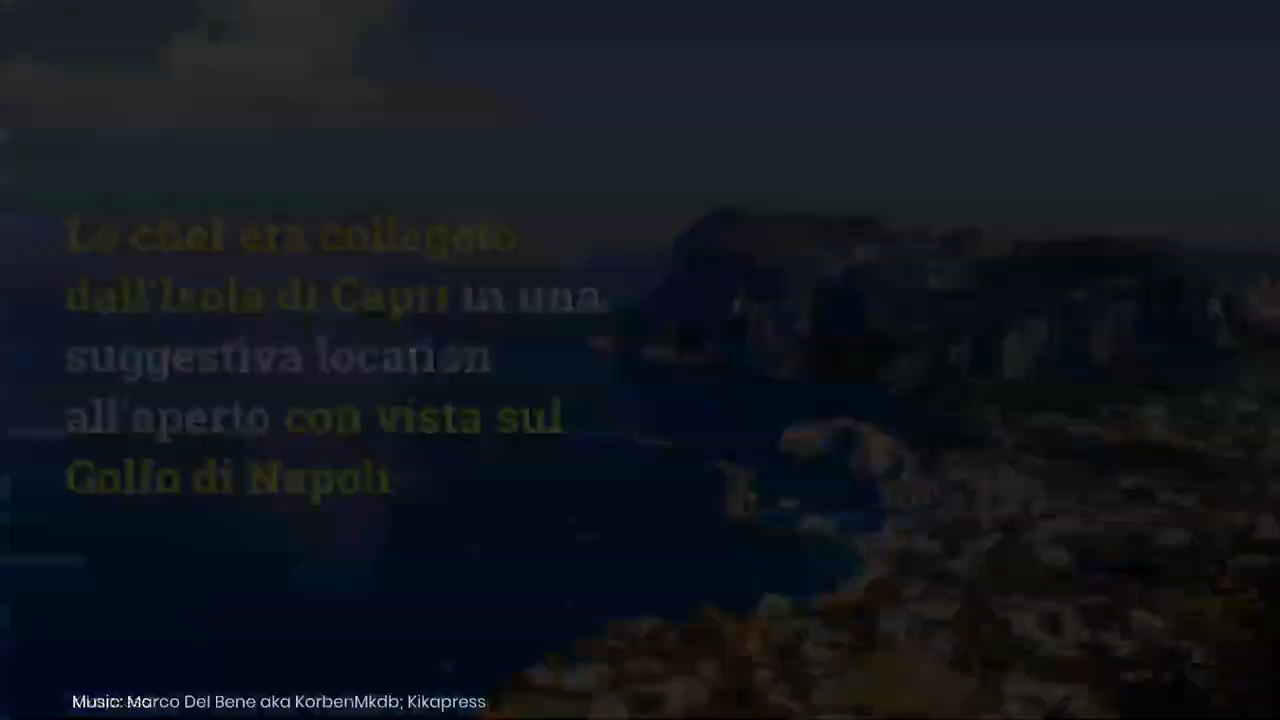 Lo chef era collegato
dall'Isola di Capri in una
suggestiva location
all'aperto con vista sul
Golfo di Napoli
Music: Marco Del Bene aka KorbenMkdb; Kikapress